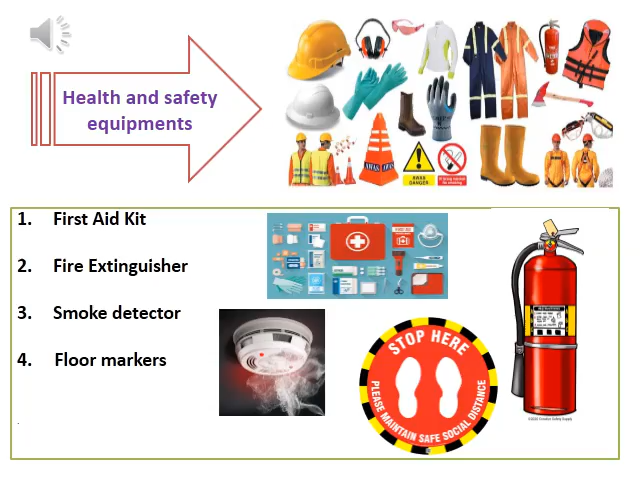 Health and safety
equipments
DANGER
1. First Aid Kit
2. Fire Extinguisher
3. Smoke detector
4. Floor markers
STOP HERE
PLEASE MAINTAIN SAFE SOCIAL DISTANCE